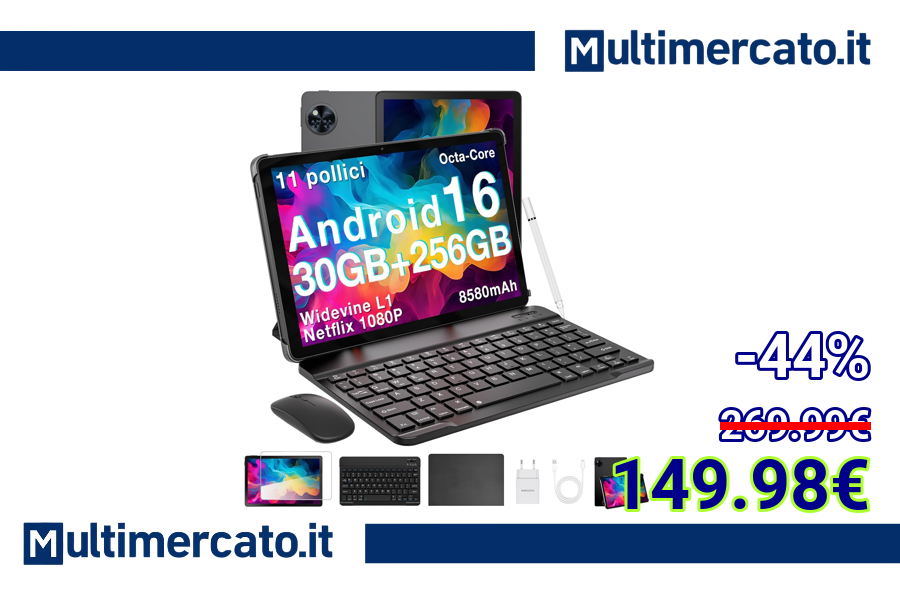 Multimercato.it
11 pollici
Octa-Core
Android 16
30GB+256GB
Widevine L1
Netflix 1080P
8580mAh
-44%
269.99€
149.98€
Multimercato.it